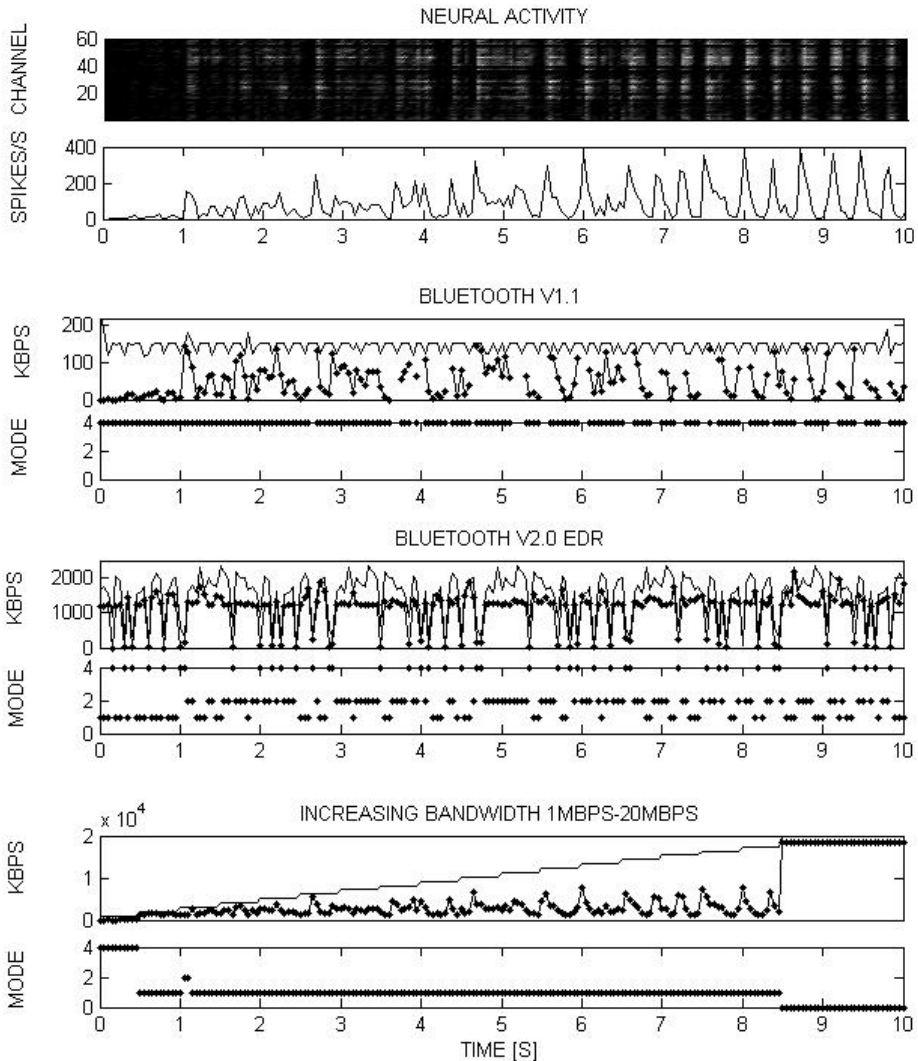 NEURAL ACTIVITY
CHANNEL
60
40
20
SPIKES/S
400
200
0
0 1 2 3 4 5 6 7 8 9 10
BLUETOOTH V1.1
KBPS
200
100
0
MODE
4
2
0
0 1 2 3 4 5 6 7 8 9 10
BLUETOOTH V2.0 EDR
KBPS
2000
1000
0
MODE
4
2
0
0 1 2 3 4 5 6 7 8 9 10
x 10^4 INCREASING BANDWIDTH 1MBPS-20MBPS
KBPS
2
1
0
MODE
4
2
0
0 1 2 3 4 5 6 7 8 9 10
TIME [S]